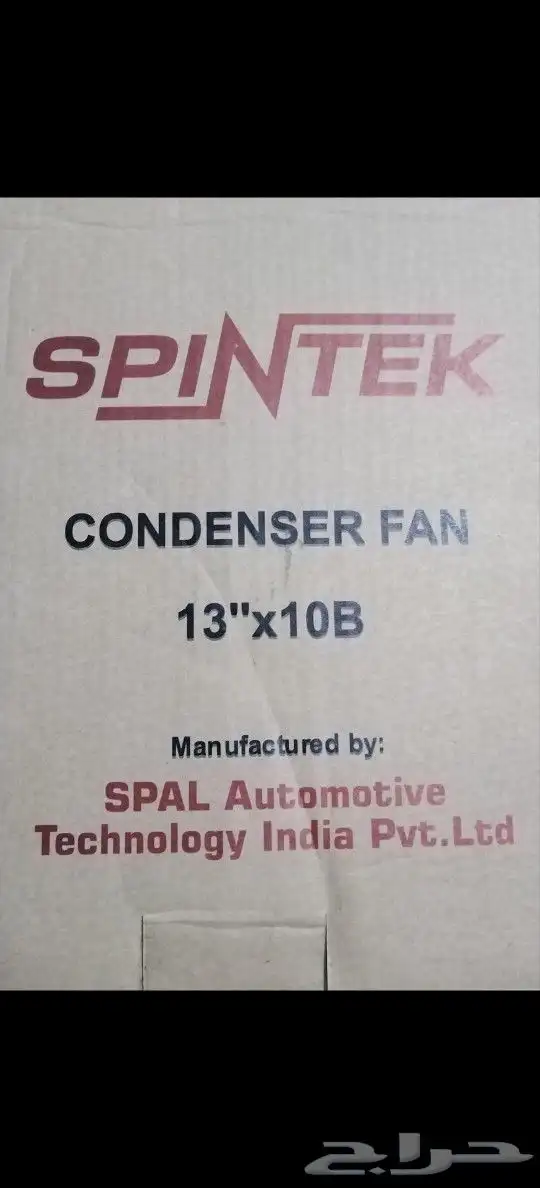 SPINTEK
CONDENSER FAN
13"x10B
Manufactured by:
SPAL Automotive
Technology India Pvt.Ltd
حراج